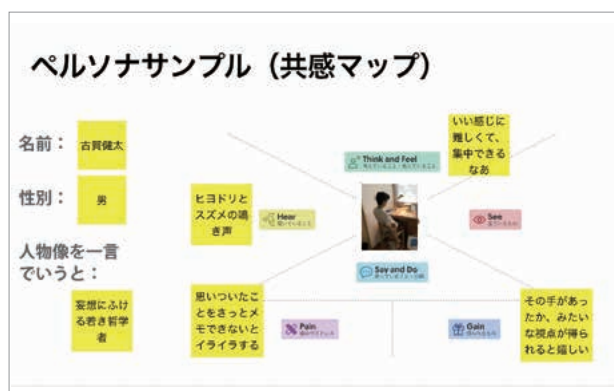 ペルソナサンプル（共感マップ）
名前：
古賀健太
性別：
男
人物像を一言
でいうと：
妄想にふけ
る若き哲学
者
いい感じに
難しくて、
集中できる
なあ
Think and Feel
ヒヨドリと
スズメの鳴
き声
Hear
See
Say and Do
思いついたこ
とをさっとメ
モできないと
イライラする
Pain
Gain
その手があっ
たか、みたい
な視点が得ら
れると嬉しい